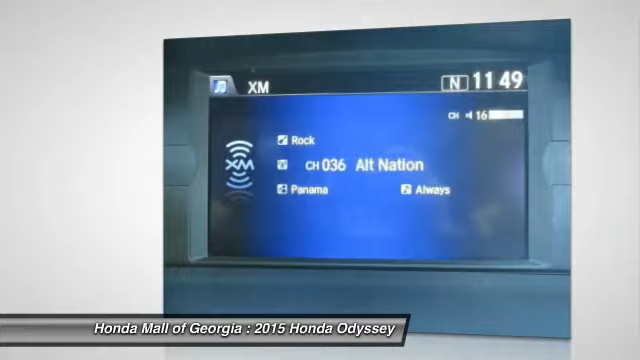 XM N 11 49
CH 16
Rock
XM CH 036 Alt Nation
Panama Always
Honda Mall of Georgia : 2015 Honda Odyssey